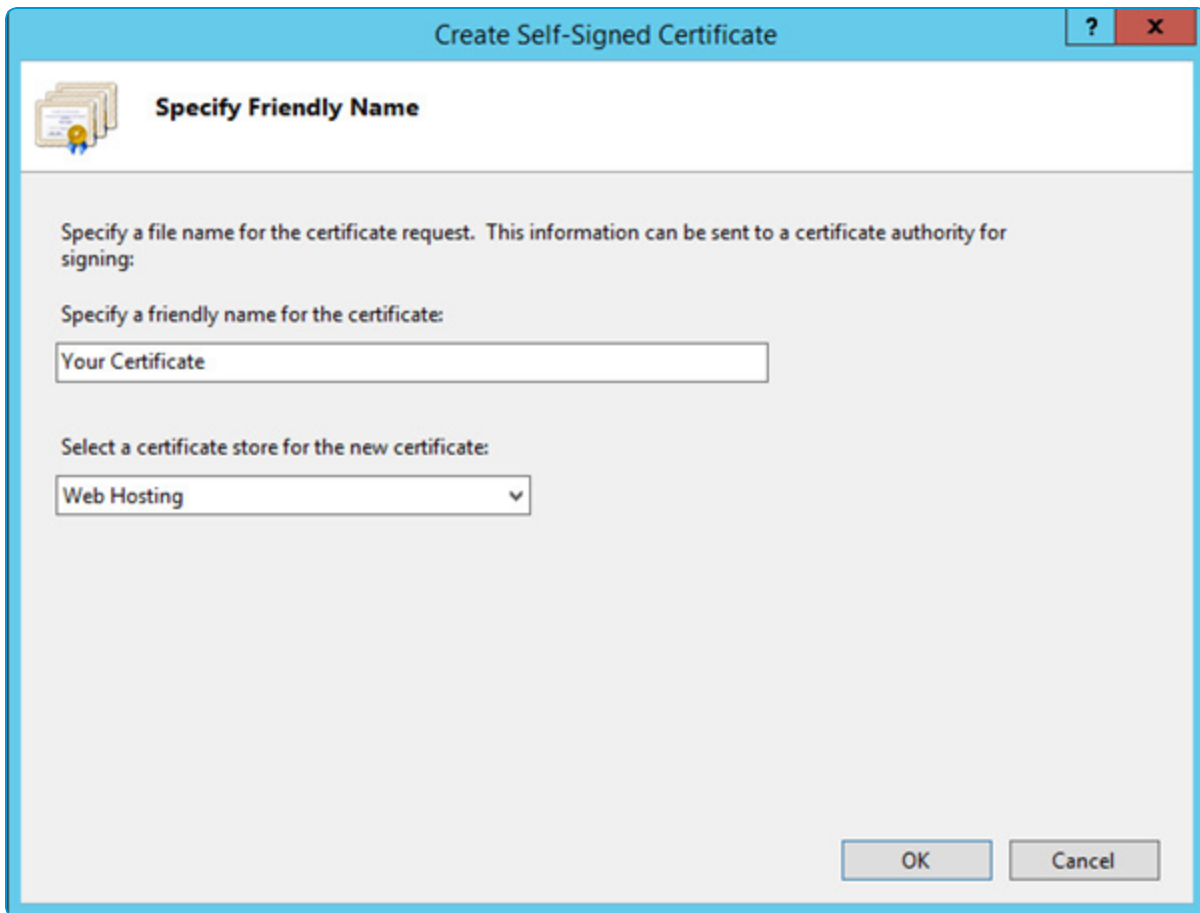 Create Self-Signed Certificate
? x
Specify Friendly Name
Specify a file name for the certificate request.  This information can be sent to a certificate authority for
signing:
Specify a friendly name for the certificate:
Your Certificate
Select a certificate store for the new certificate:
Web Hosting
OK Cancel